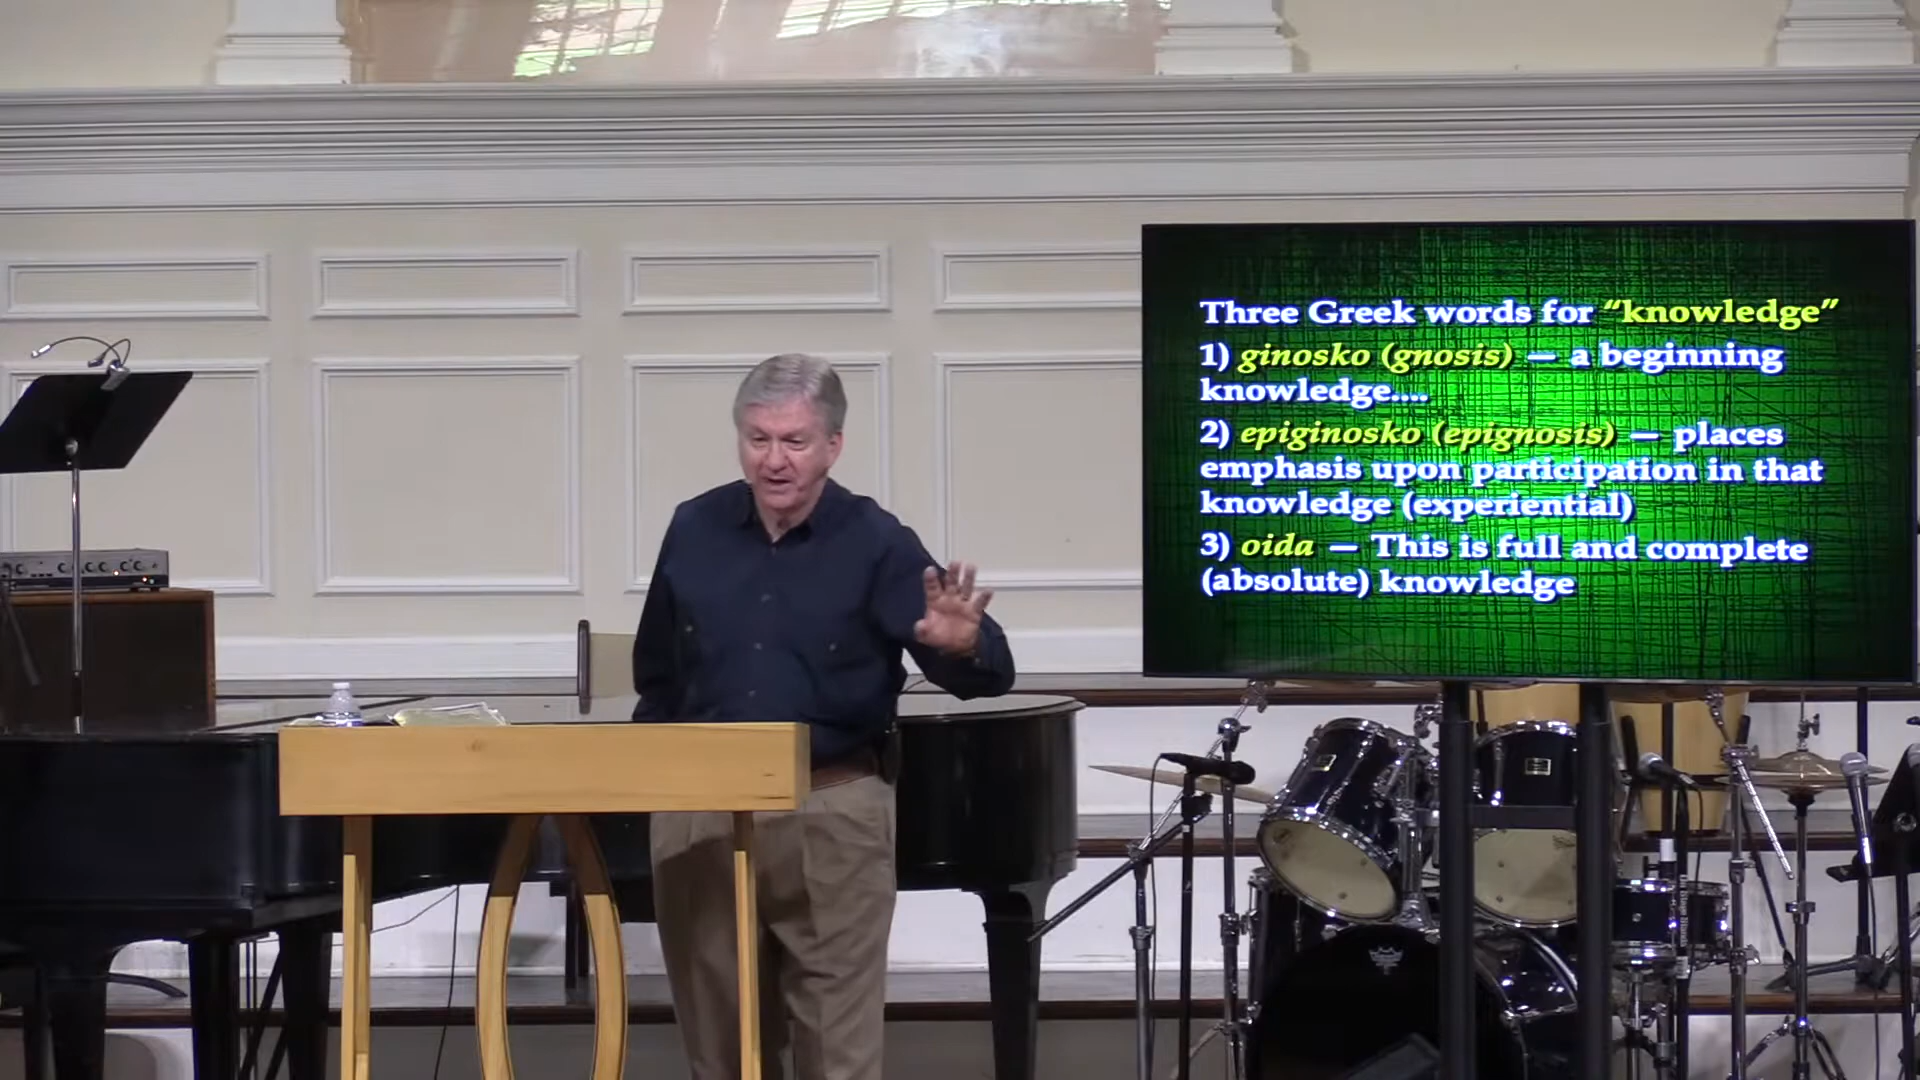 Three Greek words for “knowledge”
1) ginosko (gnosis) — a beginning
knowledge....
2) epiginosko (epignosis) — places
emphasis upon participation in that
knowledge (experiential)
3) oida — This is full and complete
(absolute) knowledge